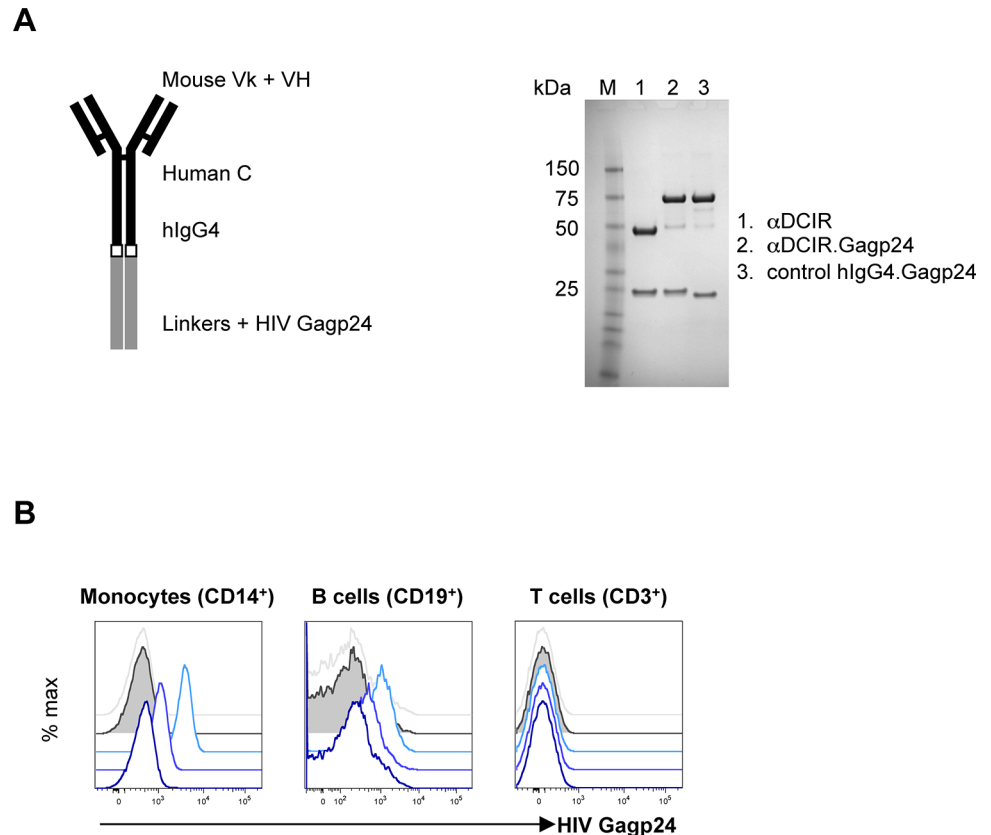 A
Mouse Vk + VH
Human C
hIgG4
Linkers + HIV Gagp24
kDa M 1 2 3
150
75
50
25
1. αDCIR
2. αDCIR.Gagp24
3. control hIgG4.Gagp24
B
Monocytes (CD14+) B cells (CD19+) T cells (CD3+)
% max
0 10³ 10⁴ 10⁵ 0 10² 10³ 10⁴ 10⁵ 0 10³ 10⁴ 10⁵
HIV Gagp24